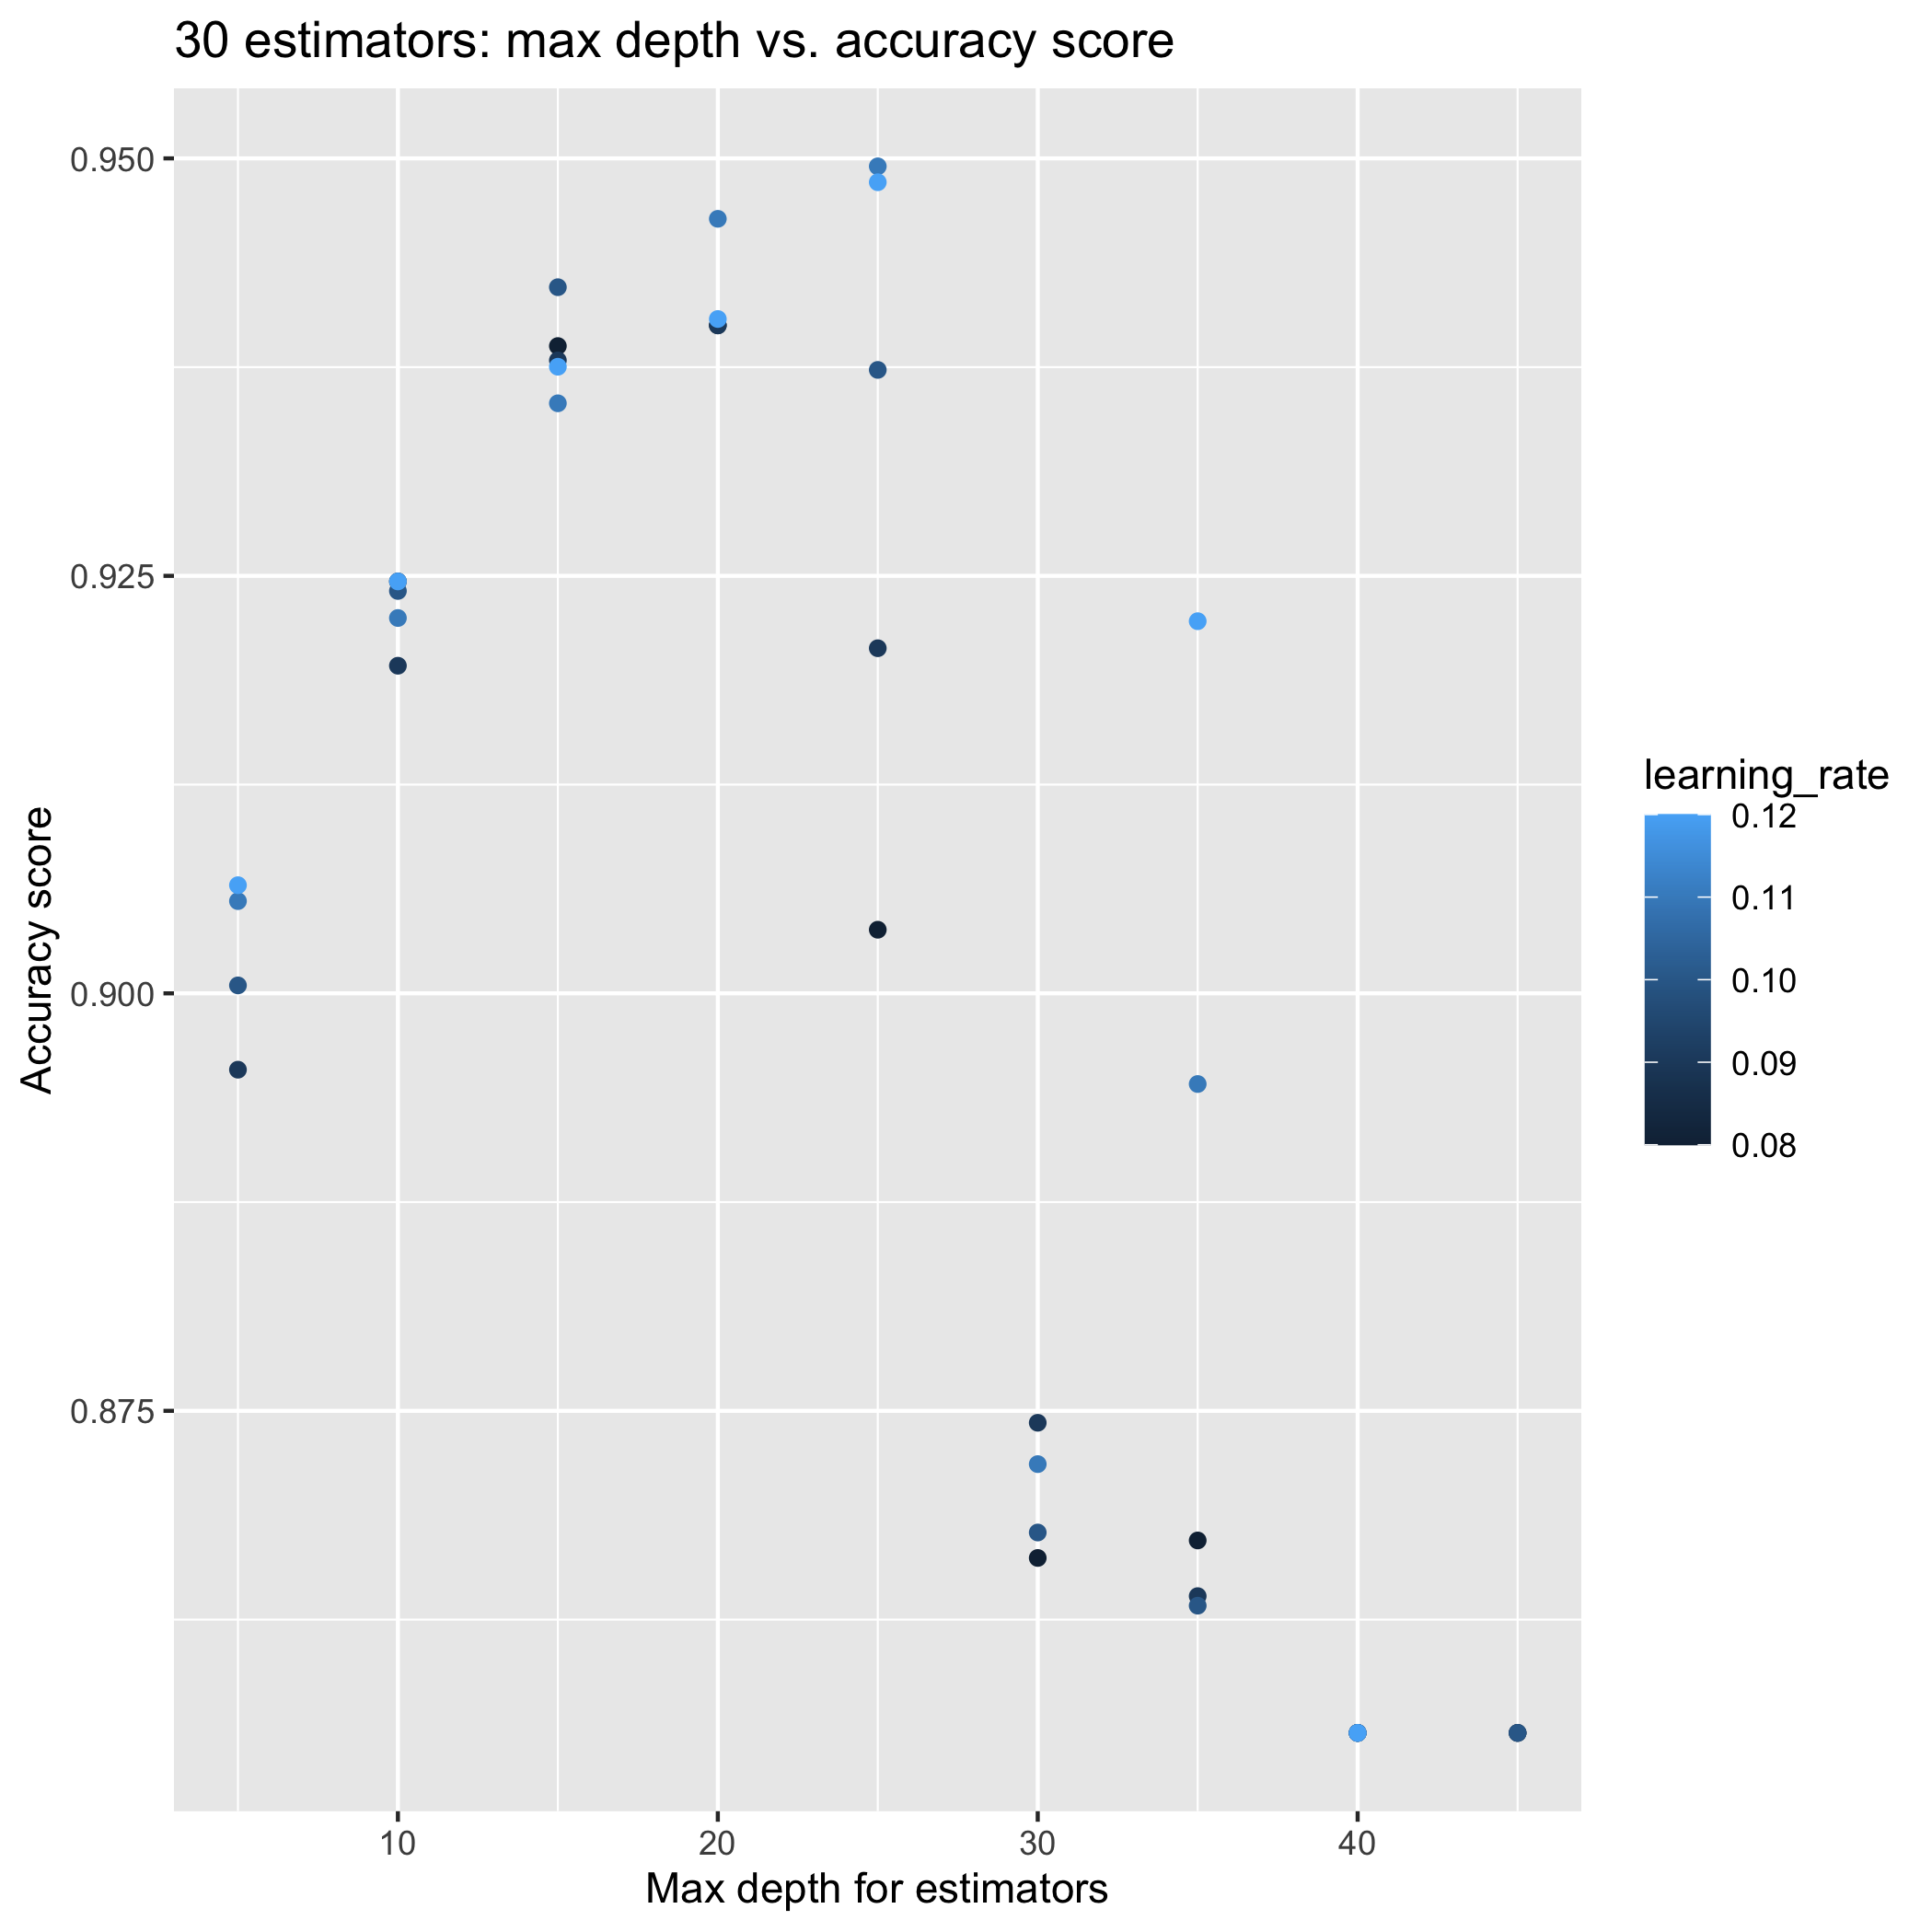 30 estimators: max depth vs. accuracy score
0.950
0.925
0.900
0.875
Accuracy score
10 20 30 40
Max depth for estimators
learning_rate
0.12
0.11
0.10
0.09
0.08